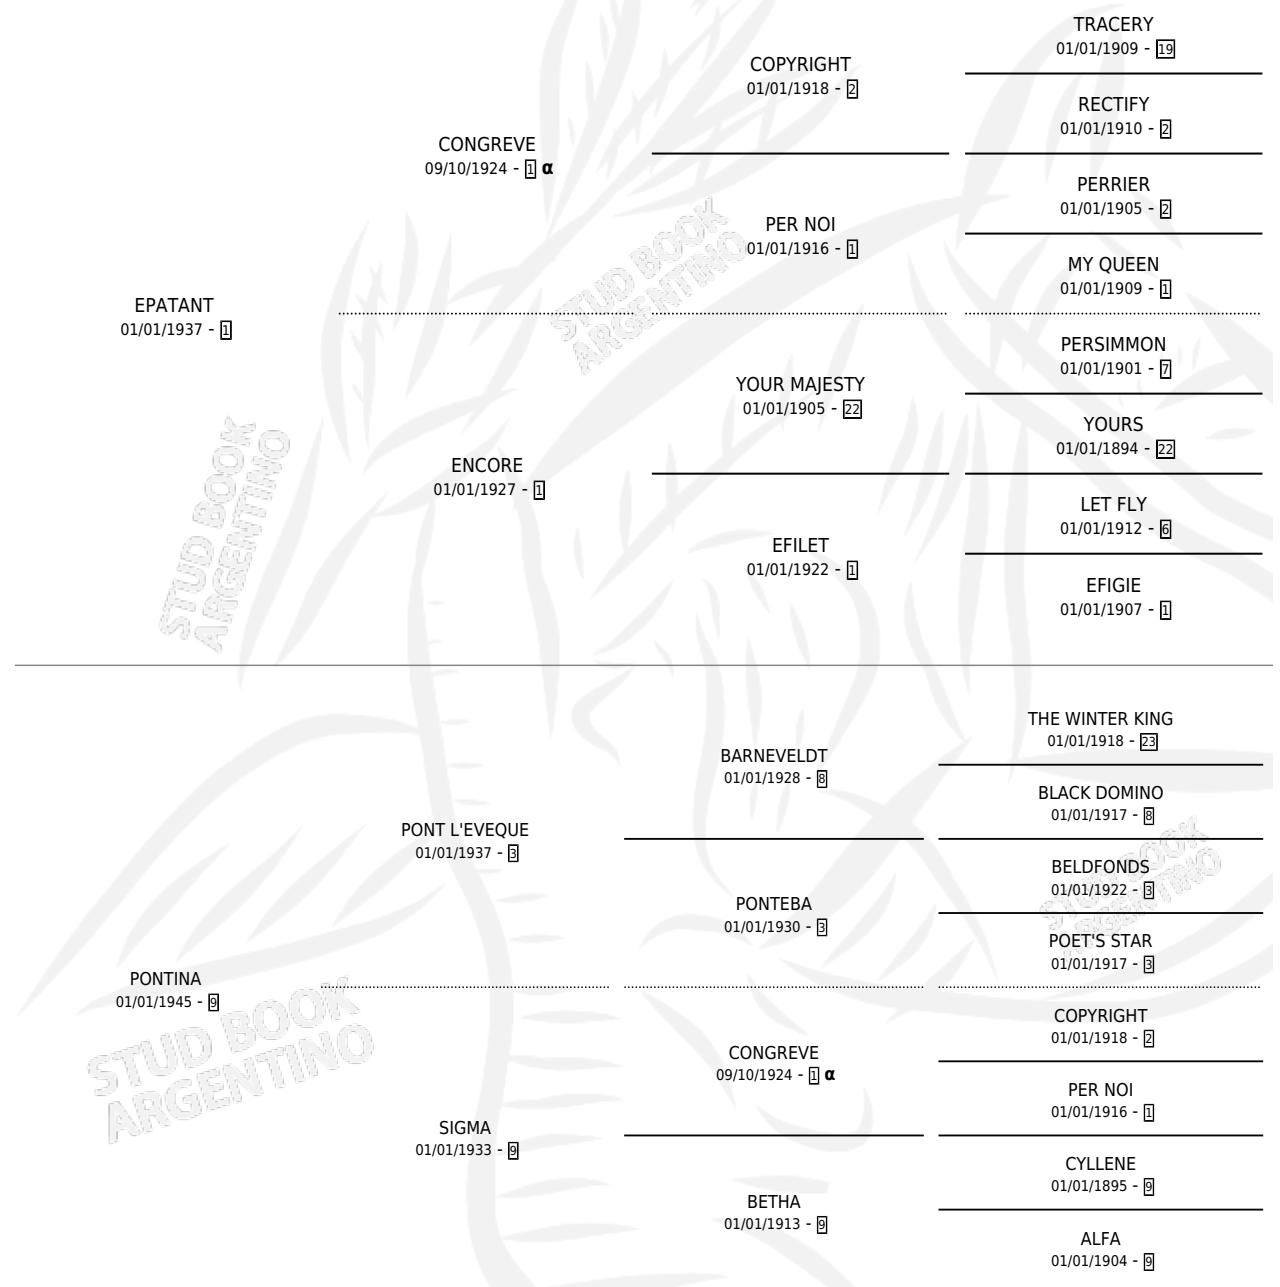 TRACERY
01/01/1909 - 19
COPYRIGHT
01/01/1918 - 2
RECTIFY
01/01/1910 - 2
CONGREVE
09/10/1924 - 1 α
PERRIER
01/01/1905 - 2
PER NOI
01/01/1916 - 1
MY QUEEN
01/01/1909 - 1
EPATANT
01/01/1937 - 1
PERSIMMON
01/01/1901 - 7
YOUR MAJESTY
01/01/1905 - 22
YOURS
01/01/1894 - 22
ENCORE
01/01/1927 - 1
LET FLY
01/01/1912 - 6
EFILET
01/01/1922 - 1
EFIGIE
01/01/1907 - 1
THE WINTER KING
01/01/1918 - 23
BARNEVELDT
01/01/1928 - 8
BLACK DOMINO
01/01/1917 - 8
PONT L'EVEQUE
01/01/1937 - 3
BELDFONDS
01/01/1922 - 3
PONTEBA
01/01/1930 - 3
POET'S STAR
01/01/1917 - 3
PONTINA
01/01/1945 - 9
COPYRIGHT
01/01/1918 - 2
CONGREVE
09/10/1924 - 1 α
PER NOI
01/01/1916 - 1
SIGMA
01/01/1933 - 9
CYLLENE
01/01/1895 - 9
BETHA
01/01/1913 - 9
ALFA
01/01/1904 - 9
STUD BOOK
ARGENTINO
STUD BOOK
ARGENTINO
STUD BOOK
ARGENTINO
STUD BOOK
ARGENTINO